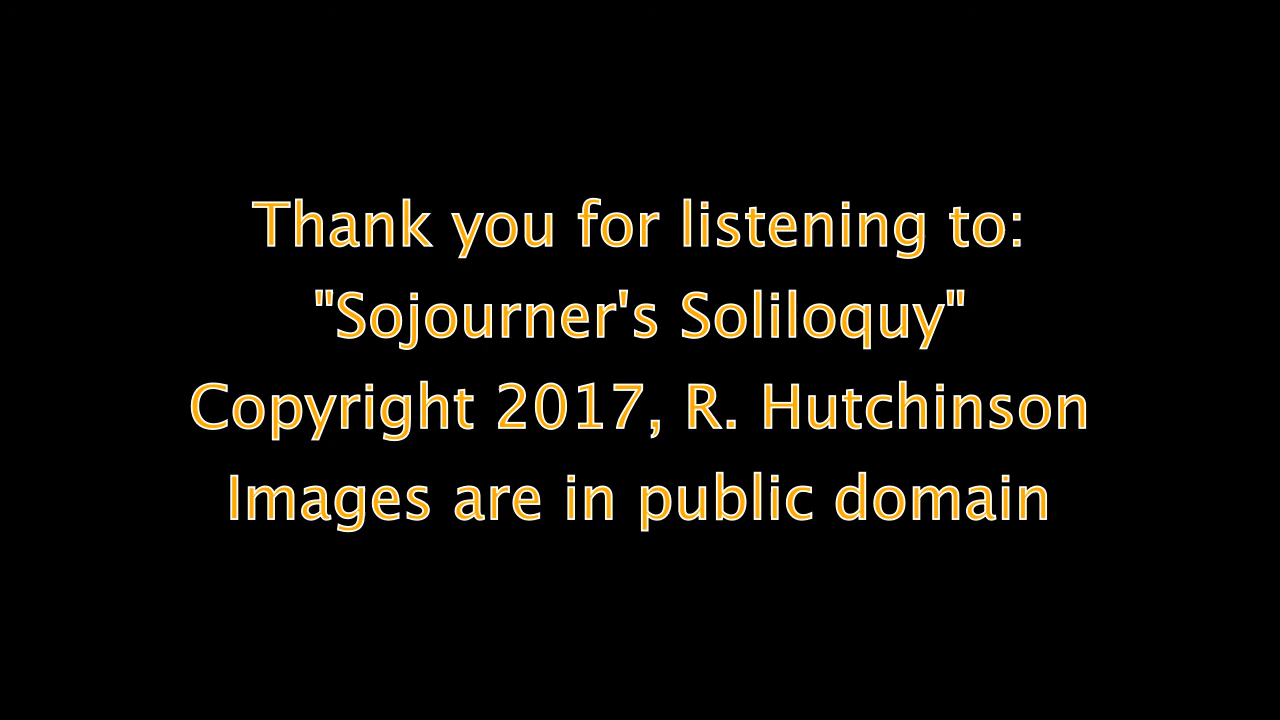 Thank you for listening to:
"Sojourner's Soliloquy"
Copyright 2017, R. Hutchinson
Images are in public domain